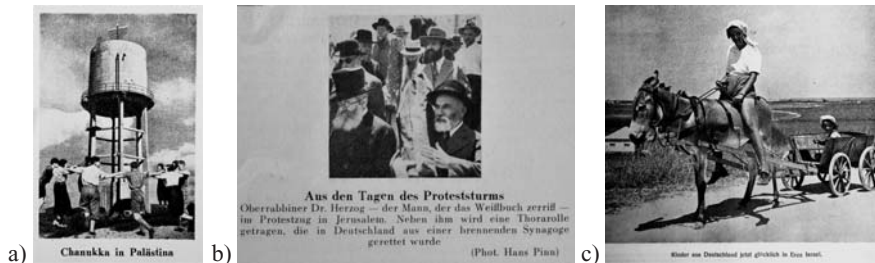 a)
Chanukka in Palästina
b)
Aus den Tagen des Proteststurms
Oberrabbiner Dr. Herzog — der Mann, der das Weißbuch zerriß —
im Protestzug in Jerusalem. Neben ihm wird eine Thorarolle
getragen, die in Deutschland aus einer brennenden Synagoge
gerettet wurde
(Phot. Hans Pinn)
c)
Kinder aus Deutschland jetzt glücklich in Erez Israel.